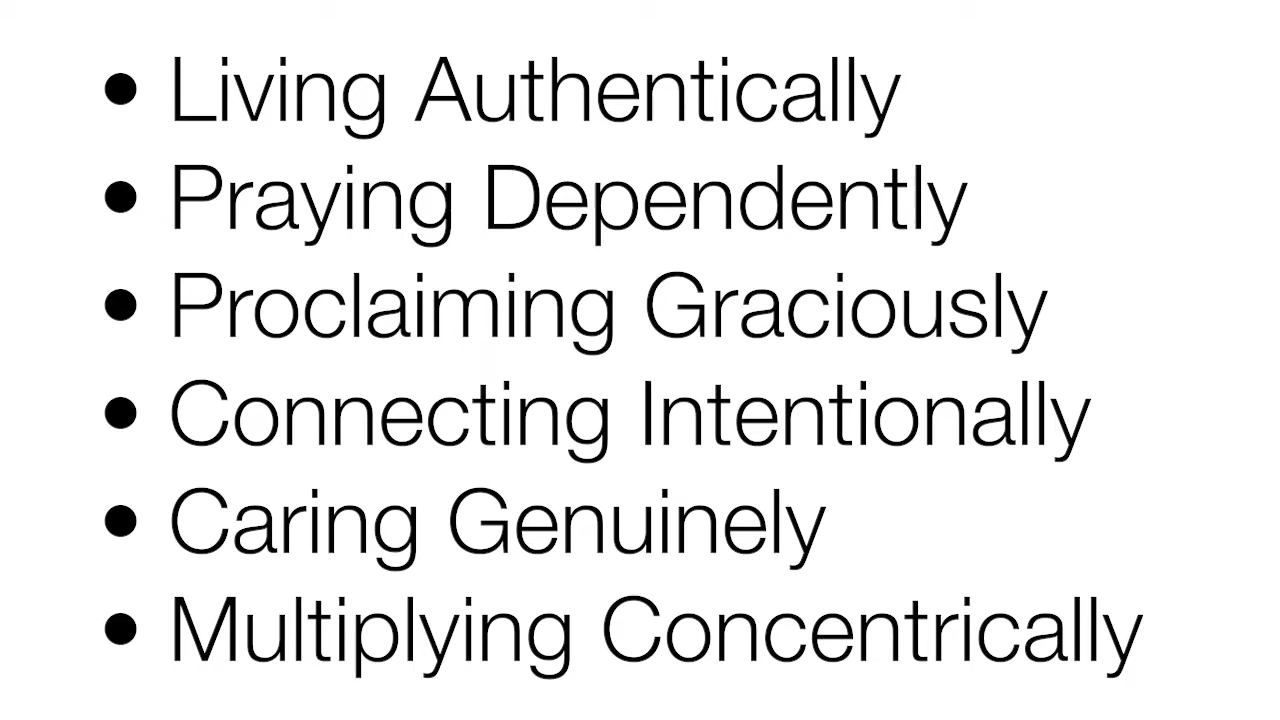 • Living Authentically
• Praying Dependently
• Proclaiming Graciously
• Connecting Intentionally
• Caring Genuinely
• Multiplying Concentrically